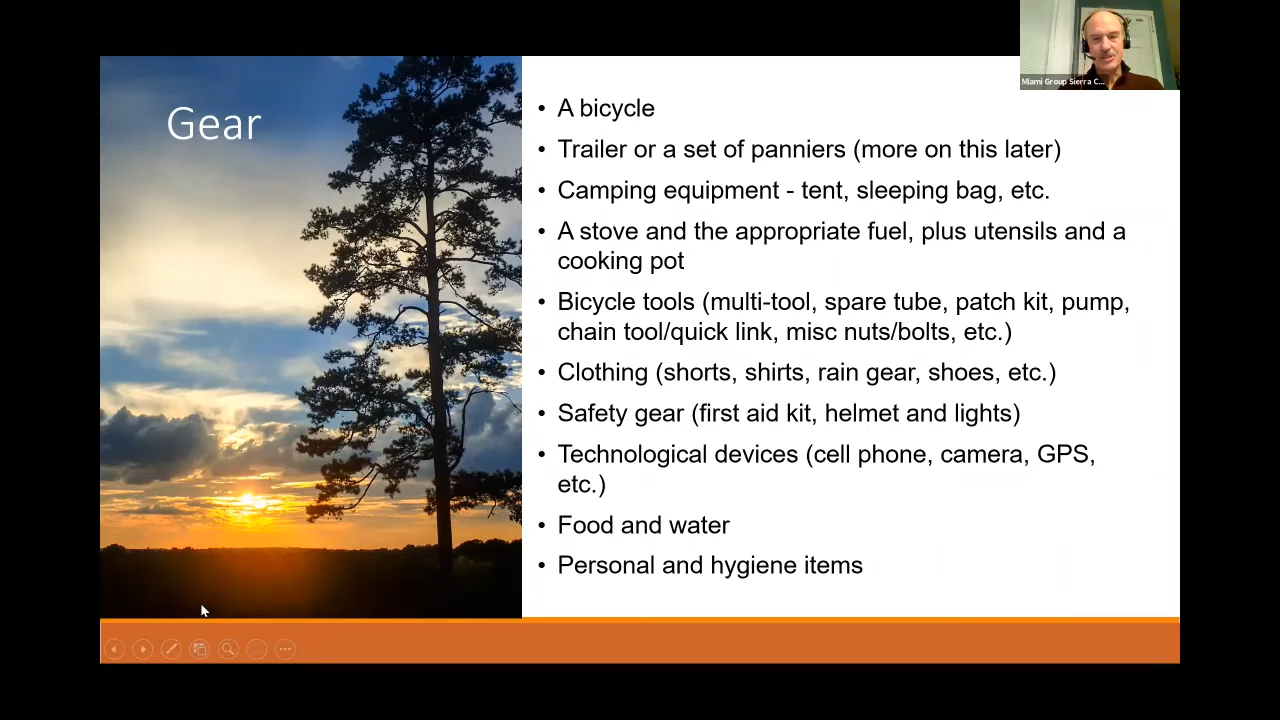 Gear
• A bicycle
• Trailer or a set of panniers (more on this later)
• Camping equipment - tent, sleeping bag, etc.
• A stove and the appropriate fuel, plus utensils and a
cooking pot
• Bicycle tools (multi-tool, spare tube, patch kit, pump,
chain tool/quick link, misc nuts/bolts, etc.)
• Clothing (shorts, shirts, rain gear, shoes, etc.)
• Safety gear (first aid kit, helmet and lights)
• Technological devices (cell phone, camera, GPS,
etc.)
• Food and water
• Personal and hygiene items
Miami Group Sierra C...